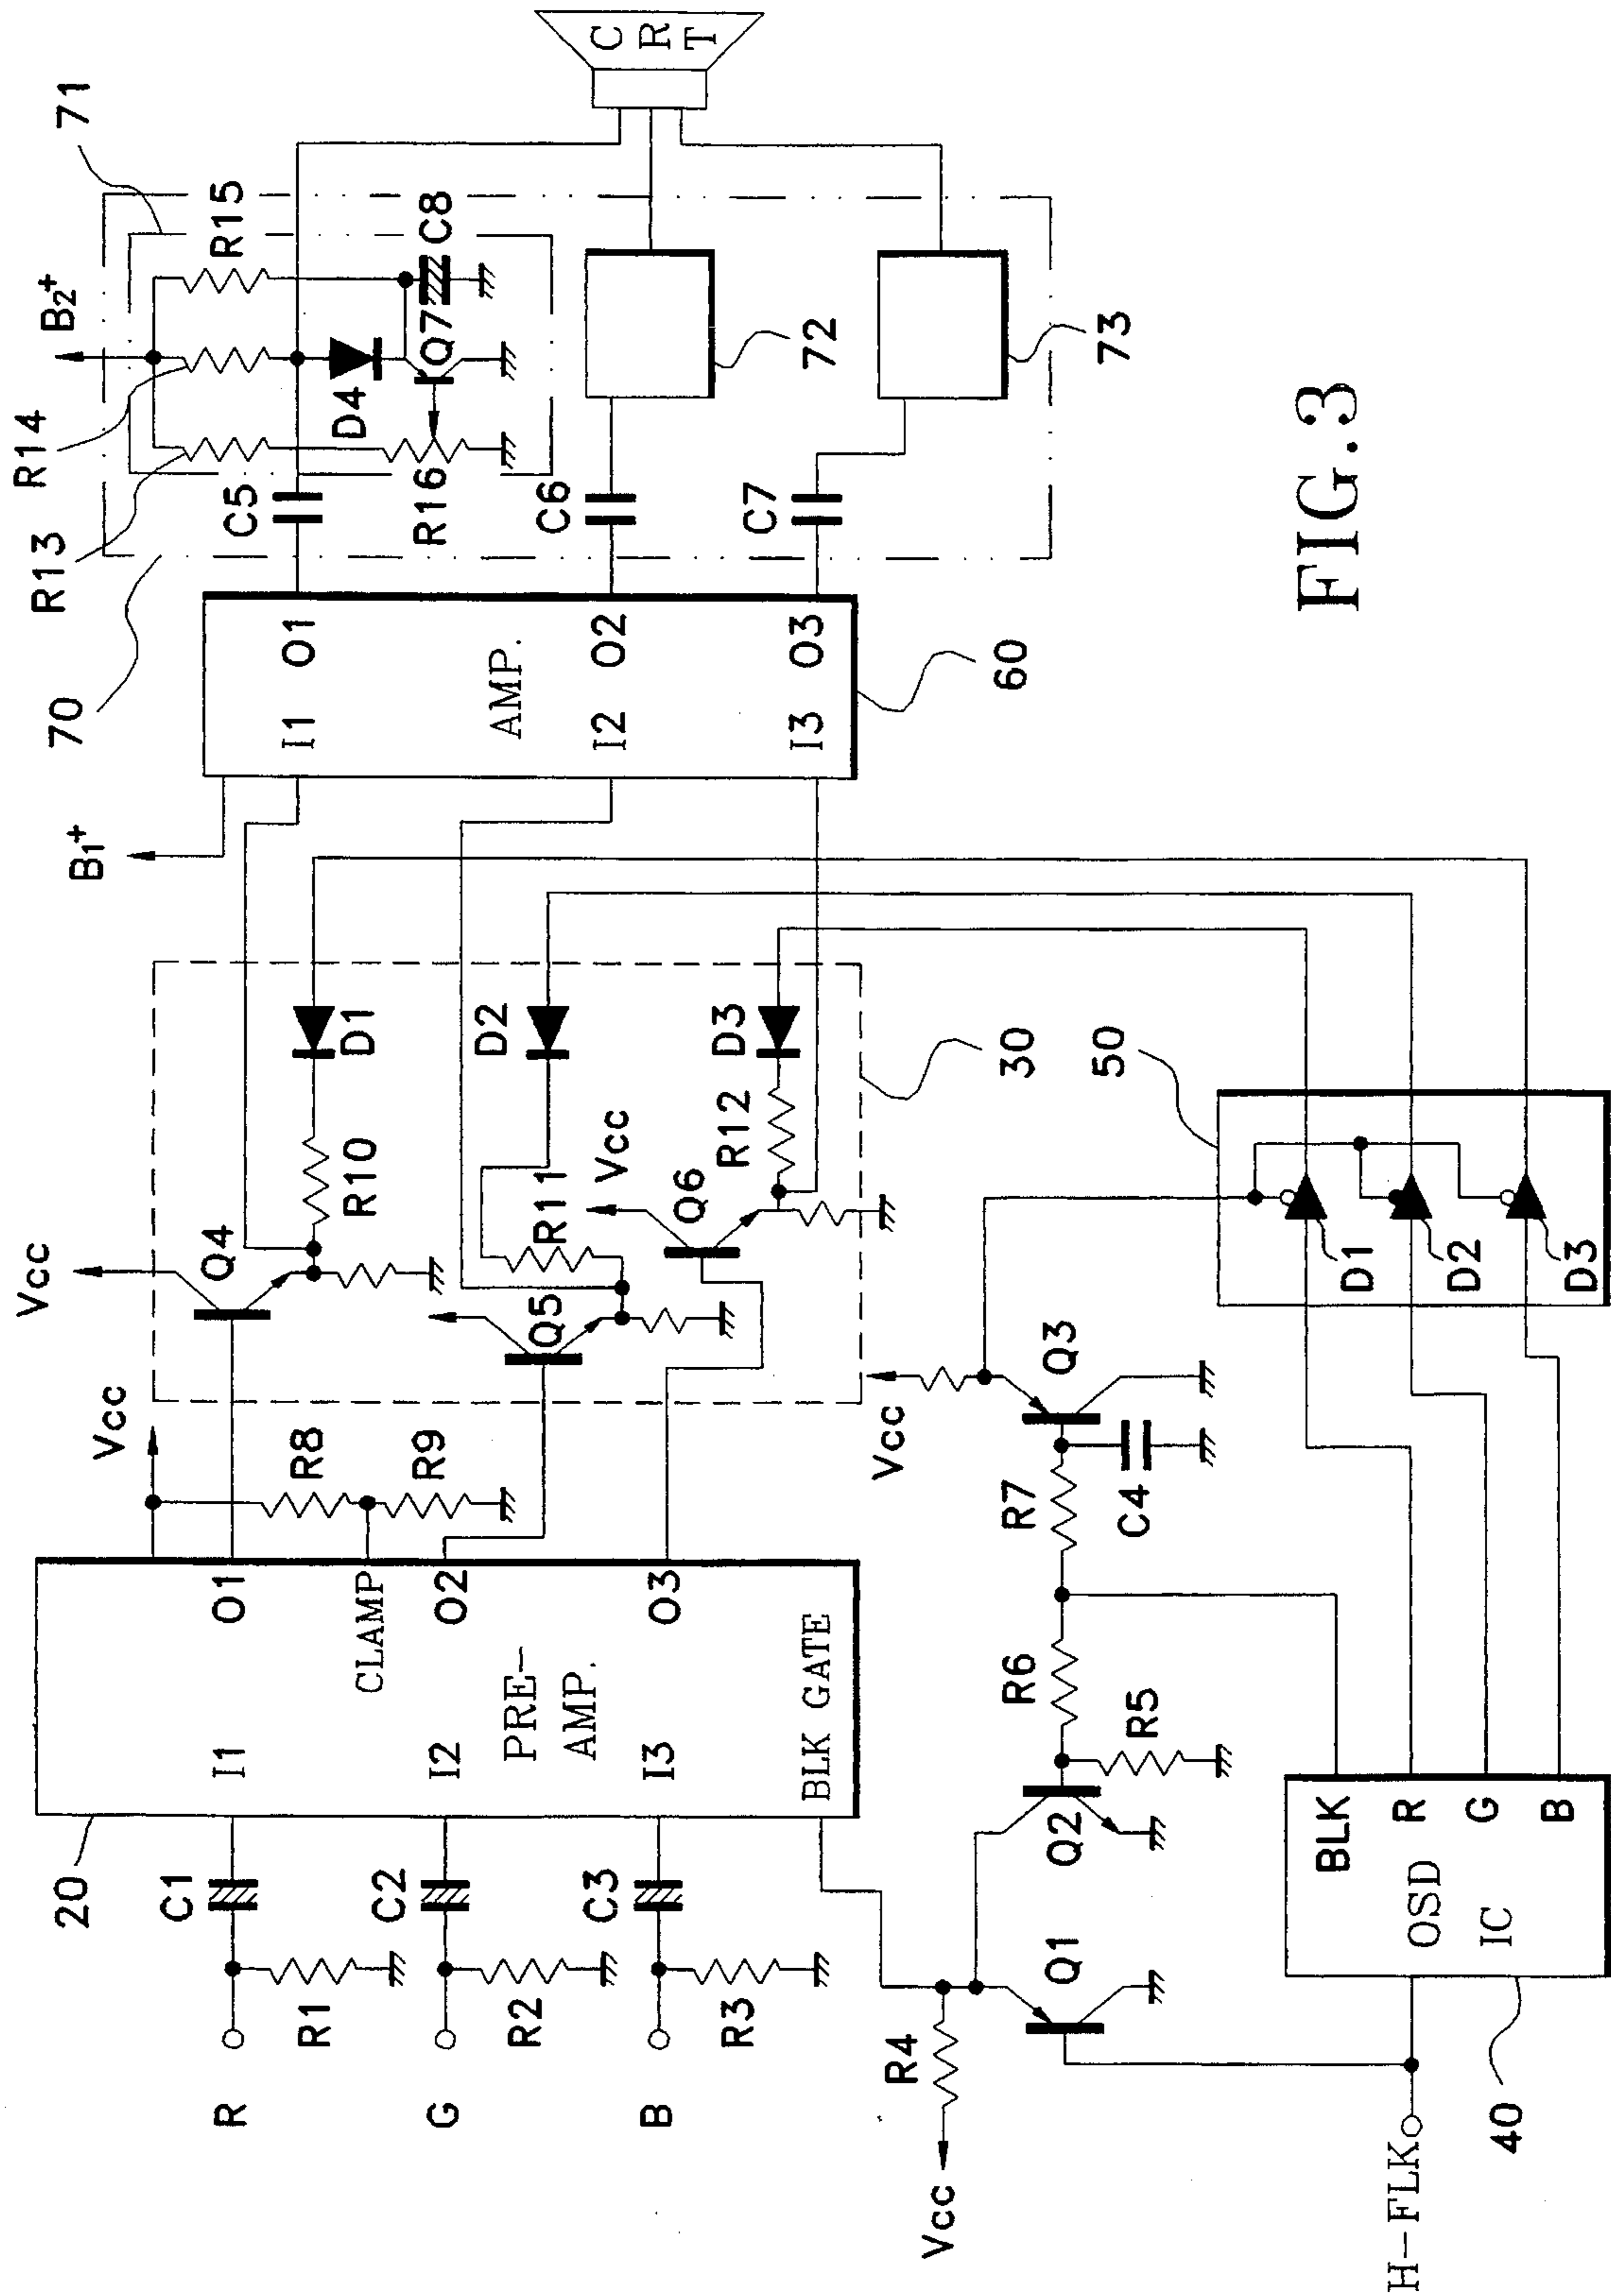 R
G
B
R1
R2
R3
C1
C2
C3
20
I1
I2
I3
PRE-
AMP.
BLK GATE
O1
CLAMP
O2
O3
Vcc
R8
R9
Vcc
Q4
R10
D1
Q5
R11
D2
Vcc
Q6
R12
D3
30
B1+
I1 O1
AMP.
I2 O2
I3 O3
60
70
R13
R14
B2+
R15
71
C5
D4
R16
Q7
C8
C6
72
C7
73
CRT
Vcc
R4
Q1
Q2
R5
R6
R7
C4
Vcc
Q3
50
D1
D2
D3
H-FLK
40
OSD
IC
BLK
R
G
B
FIG.3